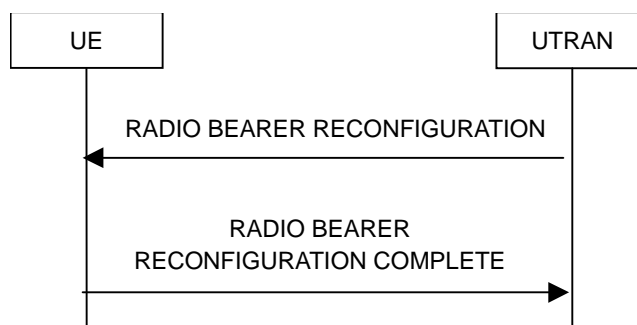 UE
UTRAN
RADIO BEARER RECONFIGURATION
RADIO BEARER
RECONFIGURATION COMPLETE